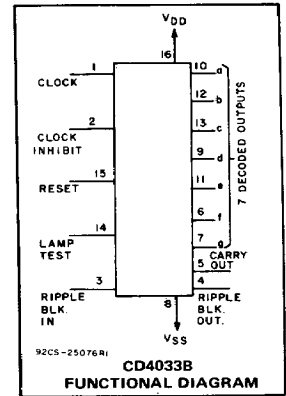 VDD
16
1
CLOCK
2
CLOCK
INHIBIT
15
RESET
14
LAMP
TEST
3
RIPPLE
BLK.
IN
10 a
12 b
13 c
9 d
11 e
6 f
7 g
7 DECODED OUTPUTS
CARRY
5 OUT
4
RIPPLE
BLK.
OUT.
8
VSS
92CS-25076R1
CD4033B
FUNCTIONAL DIAGRAM